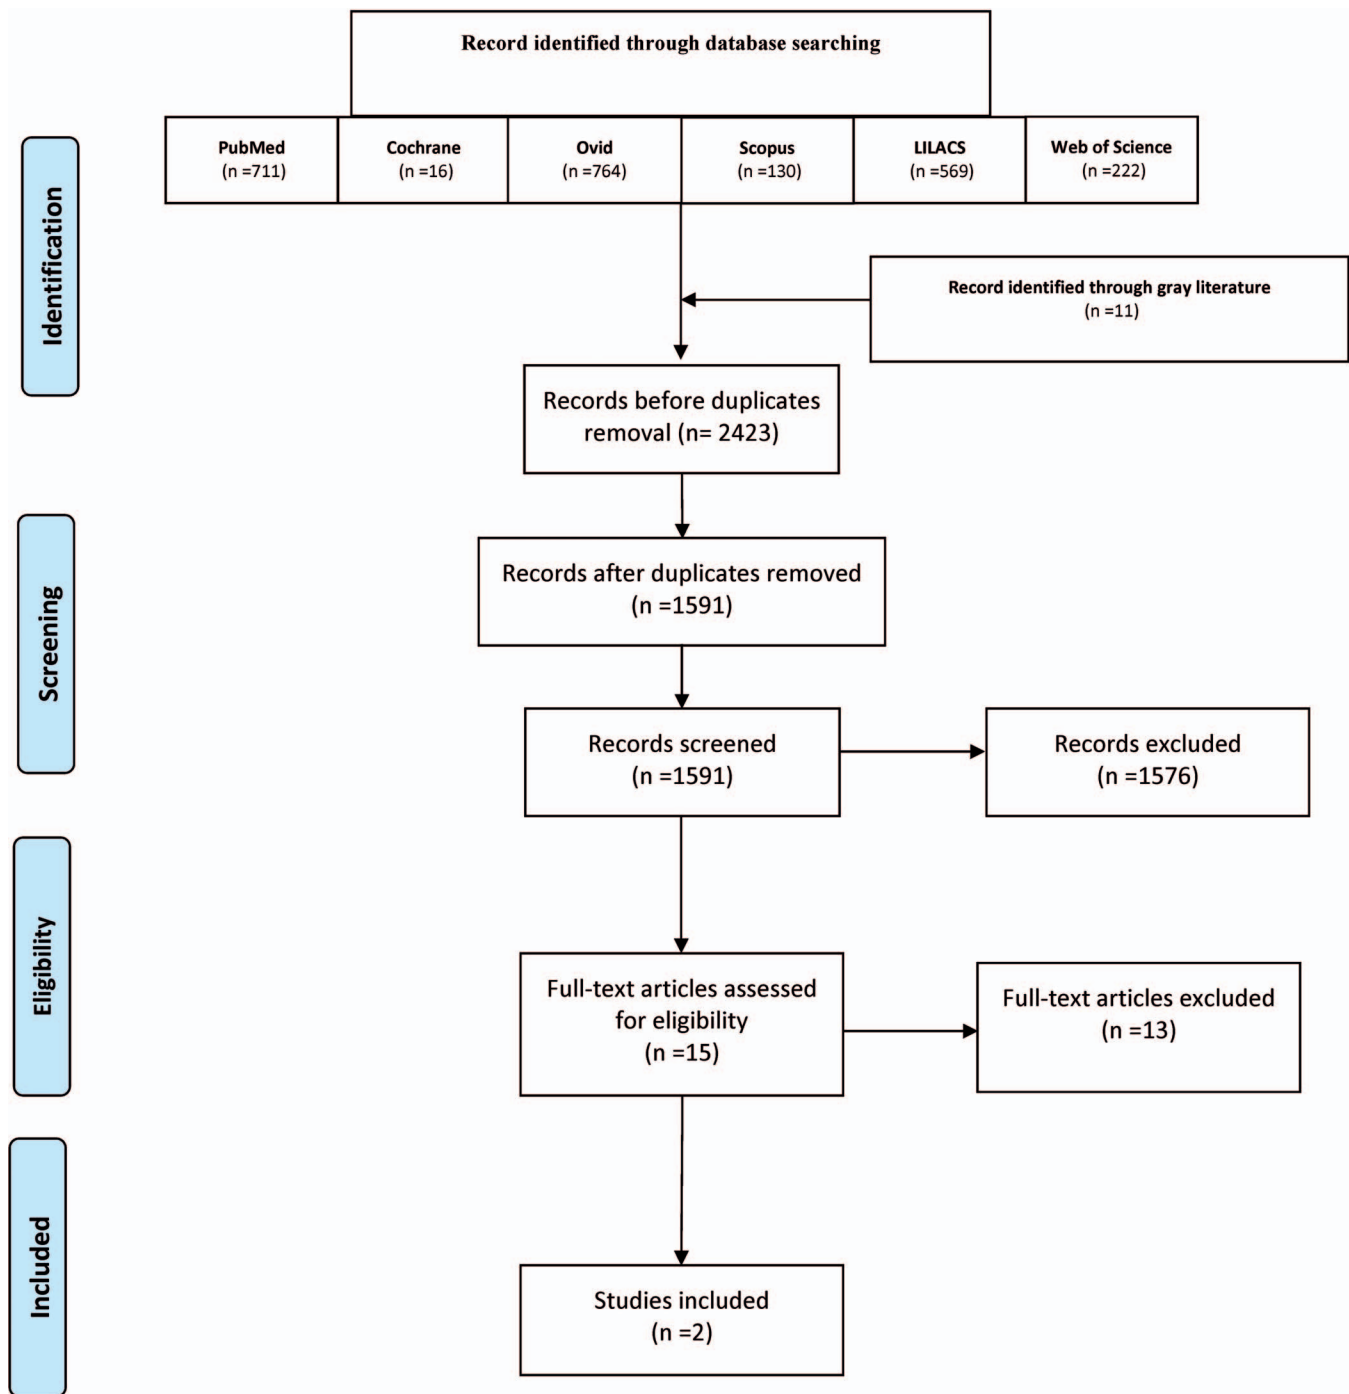 Record identified through database searching
PubMed
(n =711)
Cochrane
(n =16)
Ovid
(n =764)
Scopus
(n =130)
LILACS
(n =569)
Web of Science
(n =222)
Identification
Record identified through gray literature
(n =11)
Records before duplicates
removal (n= 2423)
Screening
Records after duplicates removed
(n =1591)
Records screened
(n =1591)
Records excluded
(n =1576)
Eligibility
Full-text articles assessed
for eligibility
(n =15)
Full-text articles excluded
(n =13)
Included
Studies included
(n =2)